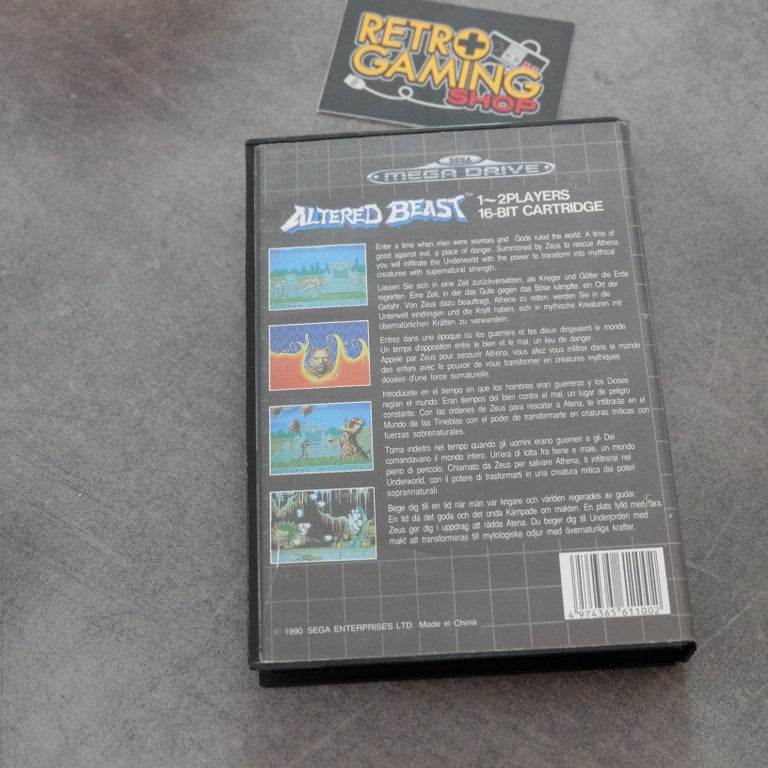 RETRO
GAMING
SHOP
SEGA
MEGA DRIVE
ALTERED BEAST™
1~2PLAYERS
16-BIT CARTRIDGE
Enter a time when men were warriors and Gods ruled the world. A time of
good against evil, a place of danger. Summoned by Zeus to rescue Athena,
you will infiltrate the Underworld with the power to transform into mythical
creatures with supernatural strength.
Lassen Sie sich in eine Zeit zurückversetzen, als Krieger und Götter die Erde
regierten. Eine Zeit, in der das Gute gegen das Böse kämpfte, ein Ort der
Gefahr. Von Zeus dazu beauftragt, Athene zu retten, werden Sie in die
Unterwelt eindringen und die Kraft haben, sich in mythische Kreaturen mit
übernatürlichen Kräften zu verwandeln.
Entrez dans une époque où les guerriers et les dieux dirigeaient le monde.
Un temps d'opposition entre le bien et le mal, un lieu de danger.
Appelé par Zeus pour secourir Athéna, vous allez vous infiltrer dans le monde
des enfers avec le pouvoir de vous transformer en créatures mythiques
douées d'une force surnaturelle.
Introducete en el tiempo en que los hombres eran guerreros y los Dioses
regian el mundo. Eran tiempos del bien contra el mal, un lugar de peligro
constante. Con las órdenes de Zeus para rescatar a Atena, te infiltrarás en el
Mundo de las Tinieblas con el poder de transformarte en criaturas míticas con
fuerzas sobrenaturales.
Torna indietro nel tempo quando gli uomini erano guerrieri e gli Dei
comandavano il mondo intero. Un'era di lotta fra bene e male, un mondo
pieno di pericolo. Chiamato da Zeus per salvare Athena, ti infiltrerai nel
Underworld, con il potere di trasformarti in una creatura mitica dai poteri
soprannaturali.
Bege dig till en tid när män var krigare och världen regerades av gudar.
En tid då det goda och det onda Kämpade om makten. En plats fylld med fara.
Zeus ger dig i uppdrag att rädda Atena. Du beger dig till Underjorden med
makt att transformeras till mytologiska odjur med övernaturliga krafter.
4 974365 611002
© 1990 SEGA ENTERPRISES LTD. Made in China